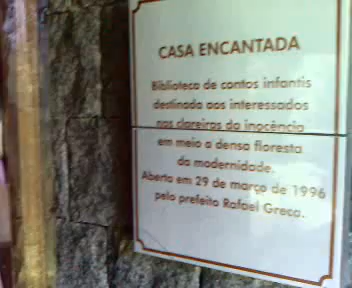 CASA ENCANTADA
Biblioteca de contos infantis
destinada aos interessados
nas clareiras da inocência
em meio a densa floresta
da modernidade.
Aberta em 29 de março de 1996
pelo prefeito Rafael Greca.